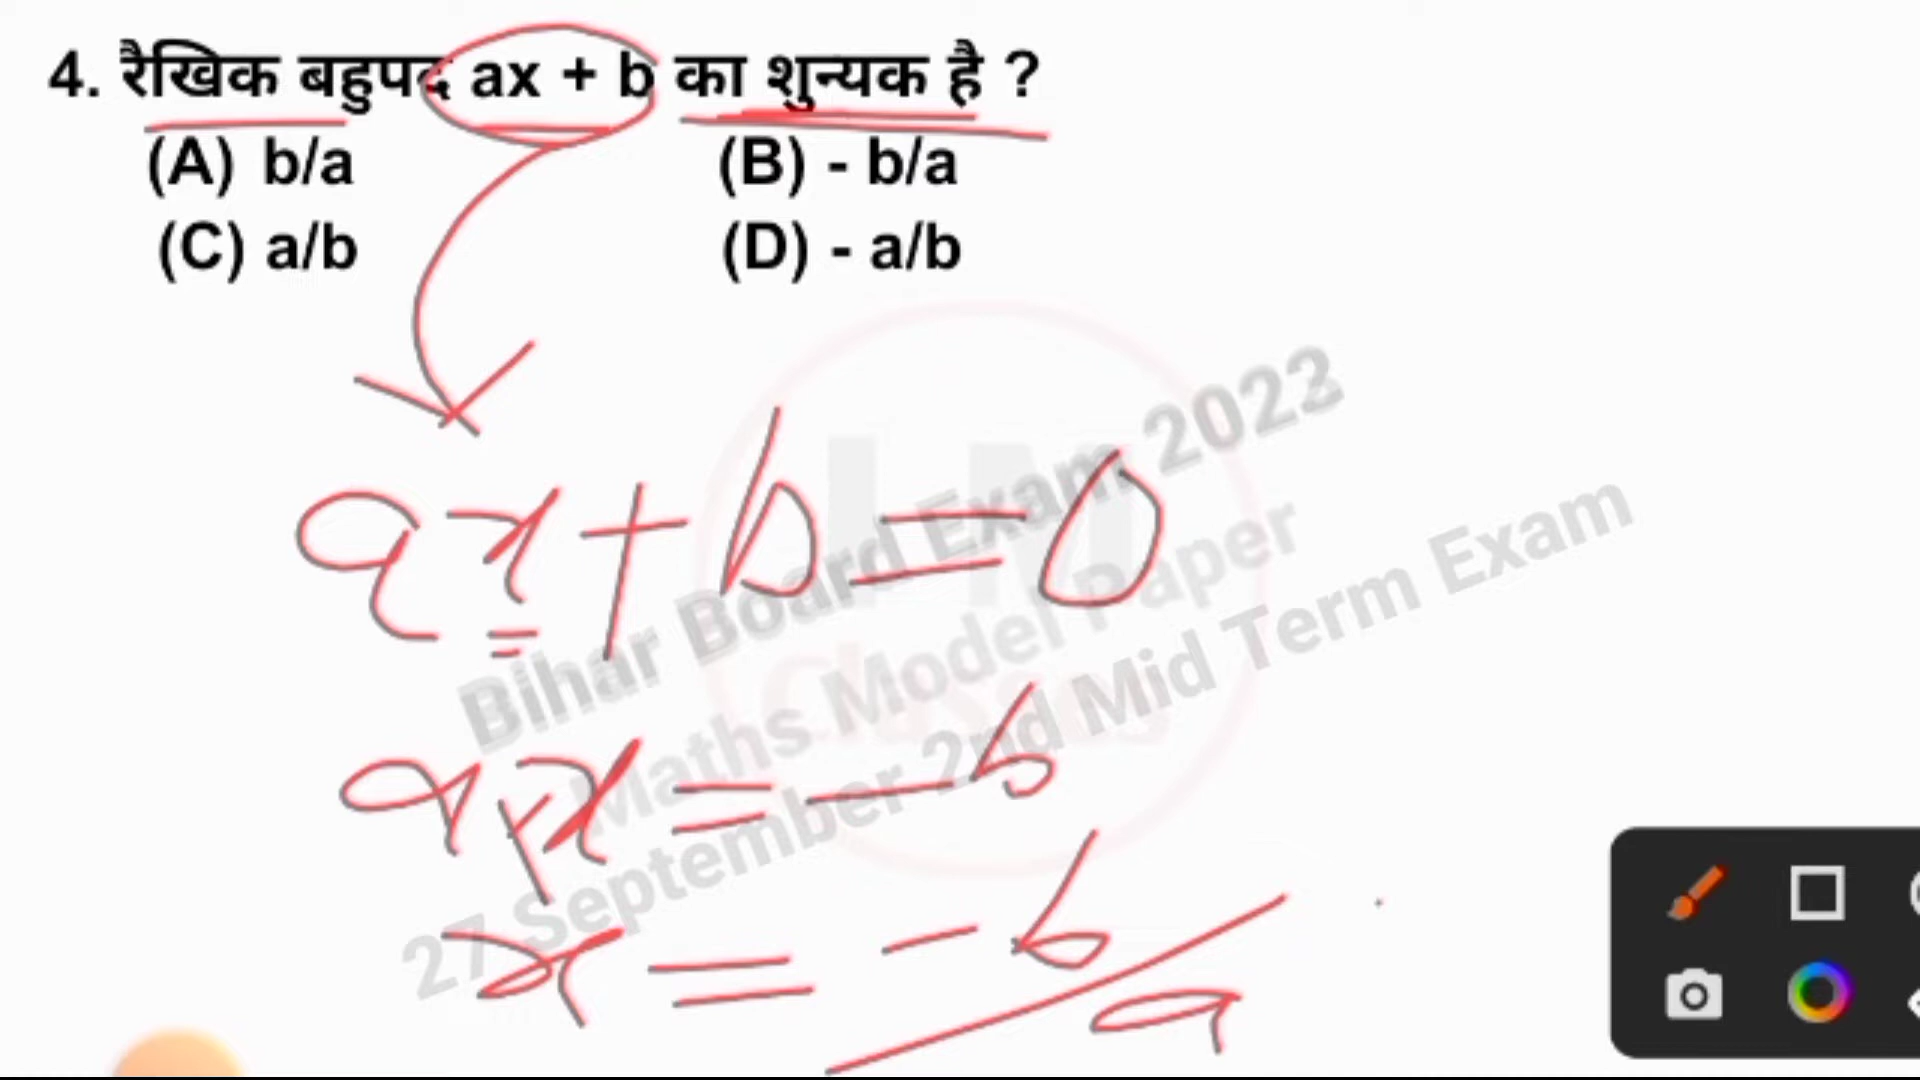 4. रैखिक बहुपद ax + b का शुन्यक है ?
(A) b/a (B) - b/a
(C) a/b (D) - a/b
ax + b = 0
Bihar Board Exam 2022
Maths Model Paper
27 September 2nd Mid Term Exam
ax = -b
x = -b/a